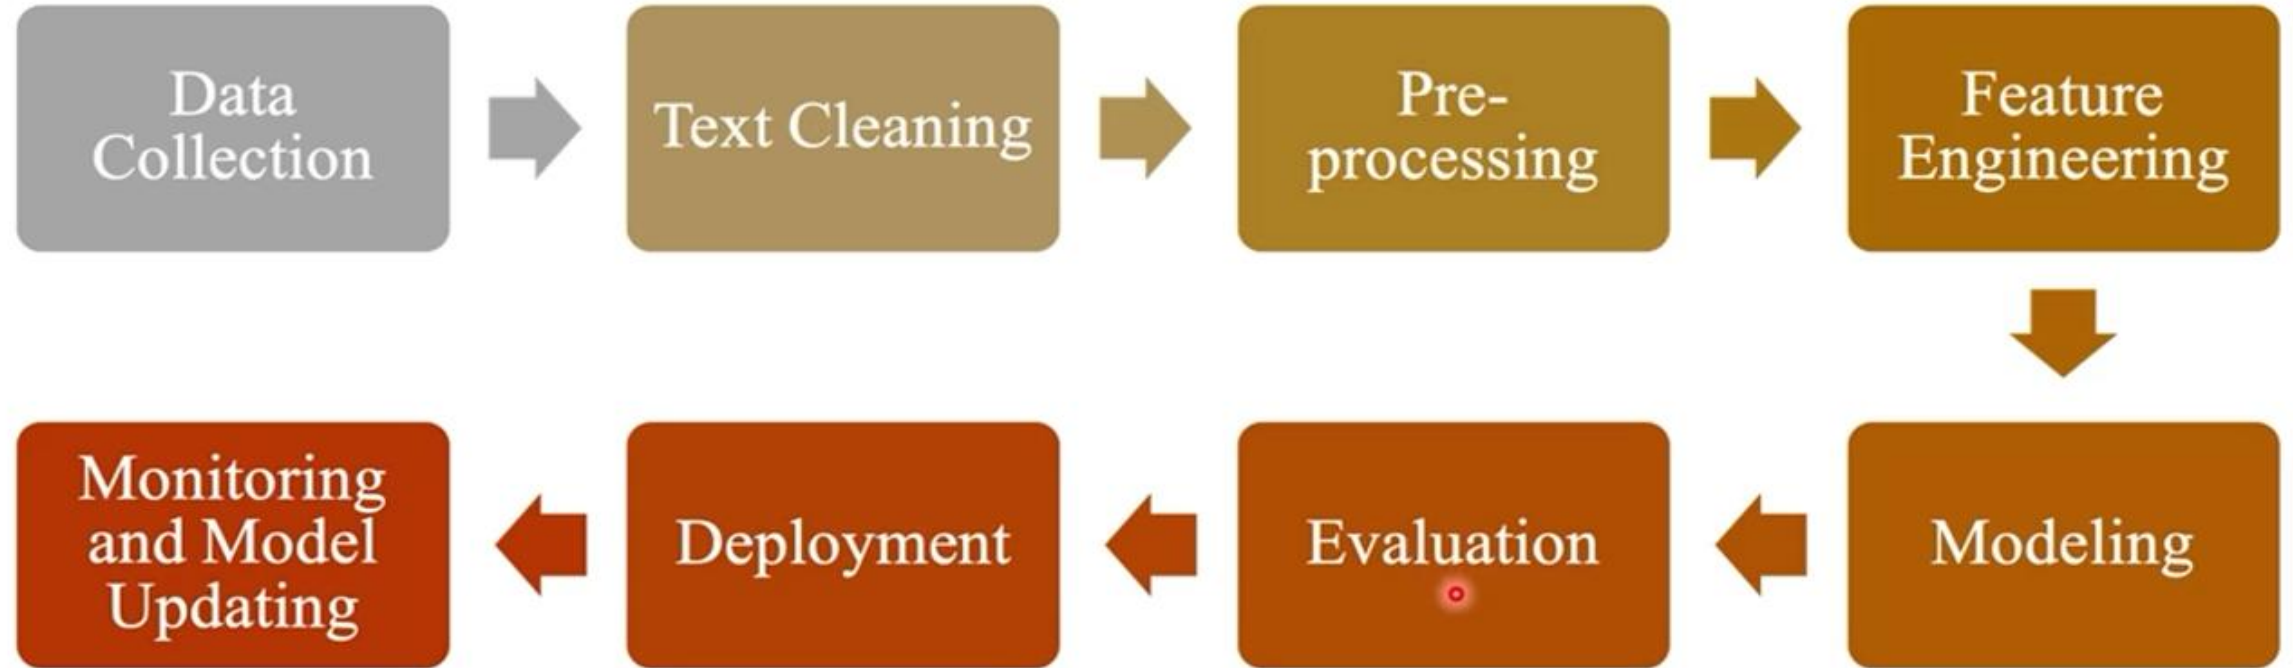 Data
Collection
Text Cleaning
Pre-
processing
Feature
Engineering
Modeling
Evaluation
Deployment
Monitoring
and Model
Updating